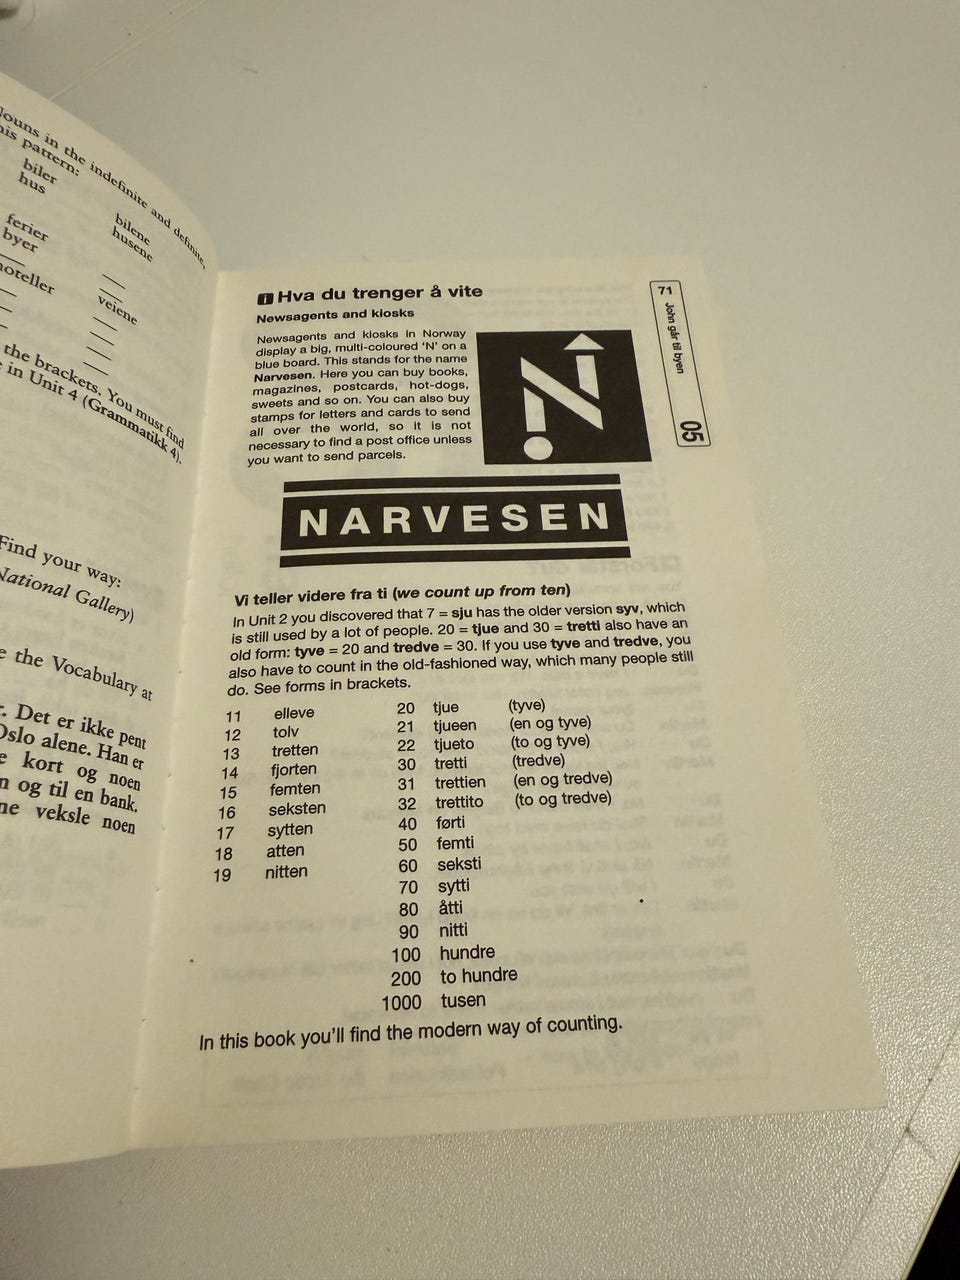 Nouns in the indefinite and definite,
this pattern:
biler
bilene
hus
husene
ferier
byer
hoteller
veiene
the brackets. You must find
in Unit 4 (Grammatikk 4).
Find your way:
National Gallery)
the Vocabulary at
Det er ikke pent
Oslo alene. Han er
kort og noen
og til en bank.
veksle noen
i Hva du trenger å vite
Newsagents and kiosks
Newsagents and kiosks in Norway
display a big, multi-coloured 'N' on a
blue board. This stands for the name
Narvesen. Here you can buy books,
magazines, postcards, hot-dogs,
sweets and so on. You can also buy
stamps for letters and cards to send
all over the world, so it is not
necessary to find a post office unless
you want to send parcels.
N
71
John går til byen
05
NARVESEN
Vi teller videre fra ti (we count up from ten)
In Unit 2 you discovered that 7 = sju has the older version syv, which
is still used by a lot of people. 20 = tjue and 30 = tretti also have an
old form: tyve = 20 and tredve = 30. If you use tyve and tredve, you
also have to count in the old-fashioned way, which many people still
do. See forms in brackets.
11 elleve
12 tolv
13 tretten
14 fjorten
15 femten
16 seksten
17 sytten
18 atten
19 nitten
20 tjue (tyve)
21 tjueen (en og tyve)
22 tjueto (to og tyve)
30 tretti (tredve)
31 trettien (en og tredve)
32 trettito (to og tredve)
40 førti
50 femti
60 seksti
70 sytti
80 åtti
90 nitti
100 hundre
200 to hundre
1000 tusen
In this book you'll find the modern way of counting.